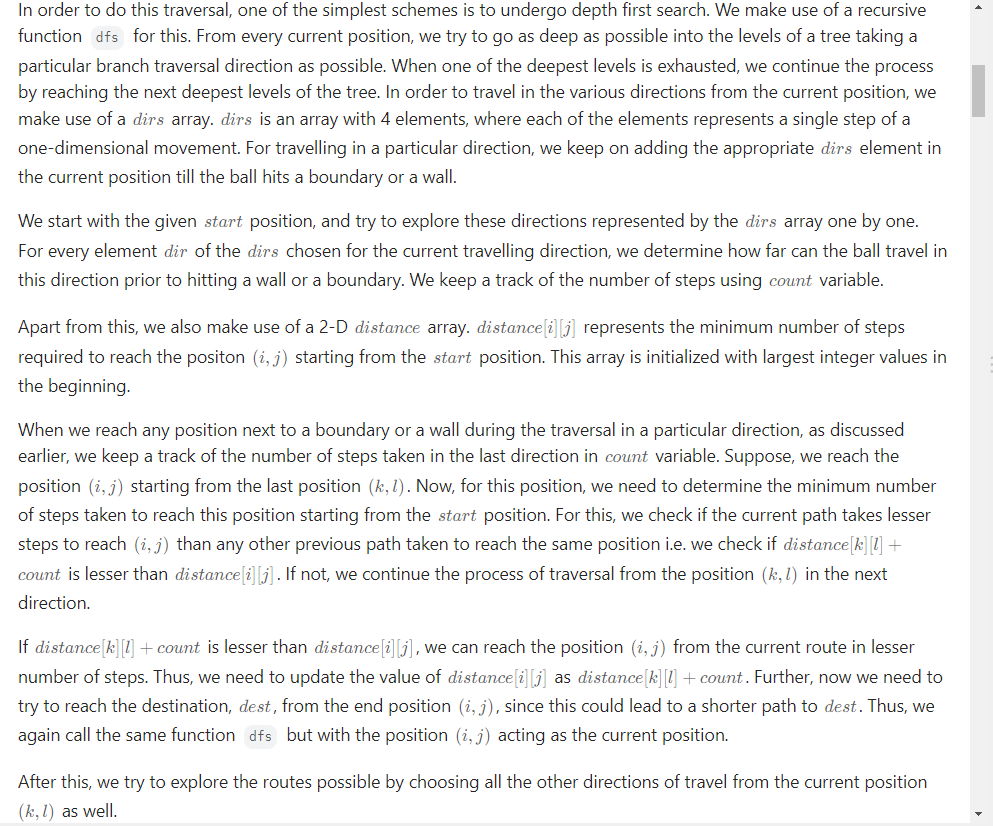 In order to do this traversal, one of the simplest schemes is to undergo depth first search. We make use of a recursive
function dfs for this. From every current position, we try to go as deep as possible into the levels of a tree taking a
particular branch traversal direction as possible. When one of the deepest levels is exhausted, we continue the process
by reaching the next deepest levels of the tree. In order to travel in the various directions from the current position, we
make use of a dirs array. dirs is an array with 4 elements, where each of the elements represents a single step of a
one-dimensional movement. For travelling in a particular direction, we keep on adding the appropriate dirs element in
the current position till the ball hits a boundary or a wall.
We start with the given start position, and try to explore these directions represented by the dirs array one by one.
For every element dir of the dirs chosen for the current travelling direction, we determine how far can the ball travel in
this direction prior to hitting a wall or a boundary. We keep a track of the number of steps using count variable.
Apart from this, we also make use of a 2-D distance array. distance[i][j] represents the minimum number of steps
required to reach the positon (i, j) starting from the start position. This array is initialized with largest integer values in
the beginning.
When we reach any position next to a boundary or a wall during the traversal in a particular direction, as discussed
earlier, we keep a track of the number of steps taken in the last direction in count variable. Suppose, we reach the
position (i, j) starting from the last position (k, l). Now, for this position, we need to determine the minimum number
of steps taken to reach this position starting from the start position. For this, we check if the current path takes lesser
steps to reach (i, j) than any other previous path taken to reach the same position i.e. we check if distance[k][l] +
count is lesser than distance[i][j]. If not, we continue the process of traversal from the position (k, l) in the next
direction.
If distance[k][l] + count is lesser than distance[i][j], we can reach the position (i, j) from the current route in lesser
number of steps. Thus, we need to update the value of distance[i][j] as distance[k][l] + count. Further, now we need to
try to reach the destination, dest, from the end position (i, j), since this could lead to a shorter path to dest. Thus, we
again call the same function dfs but with the position (i, j) acting as the current position.
After this, we try to explore the routes possible by choosing all the other directions of travel from the current position
(k, l) as well.